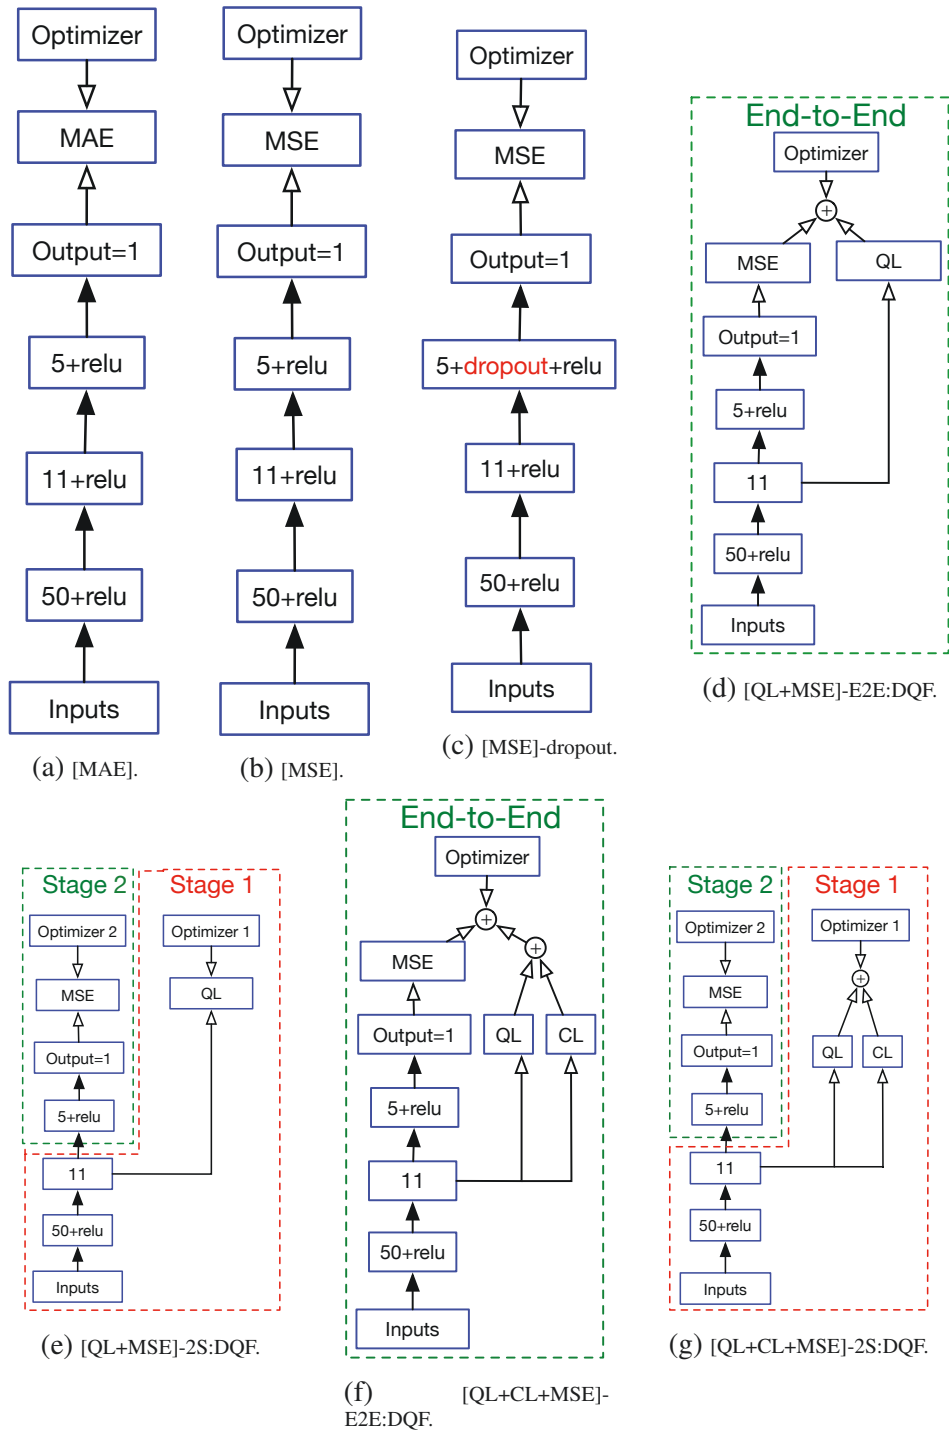 Optimizer
MAE
Output=1
5+relu
11+relu
50+relu
Inputs
(a) [MAE].
Optimizer
MSE
Output=1
5+relu
11+relu
50+relu
Inputs
(b) [MSE].
Optimizer
MSE
Output=1
5+dropout+relu
11+relu
50+relu
Inputs
(c) [MSE]-dropout.
End-to-End
Optimizer
+
MSE
QL
Output=1
5+relu
11
50+relu
Inputs
(d) [QL+MSE]-E2E:DQF.
Stage 2
Stage 1
Optimizer 2
Optimizer 1
MSE
QL
Output=1
5+relu
11
50+relu
Inputs
(e) [QL+MSE]-2S:DQF.
End-to-End
Optimizer
+
+
MSE
Output=1
QL
CL
5+relu
11
50+relu
Inputs
(f) [QL+CL+MSE]-
E2E:DQF.
Stage 2
Stage 1
Optimizer 2
Optimizer 1
+
MSE
Output=1
QL
CL
5+relu
11
50+relu
Inputs
(g) [QL+CL+MSE]-2S:DQF.